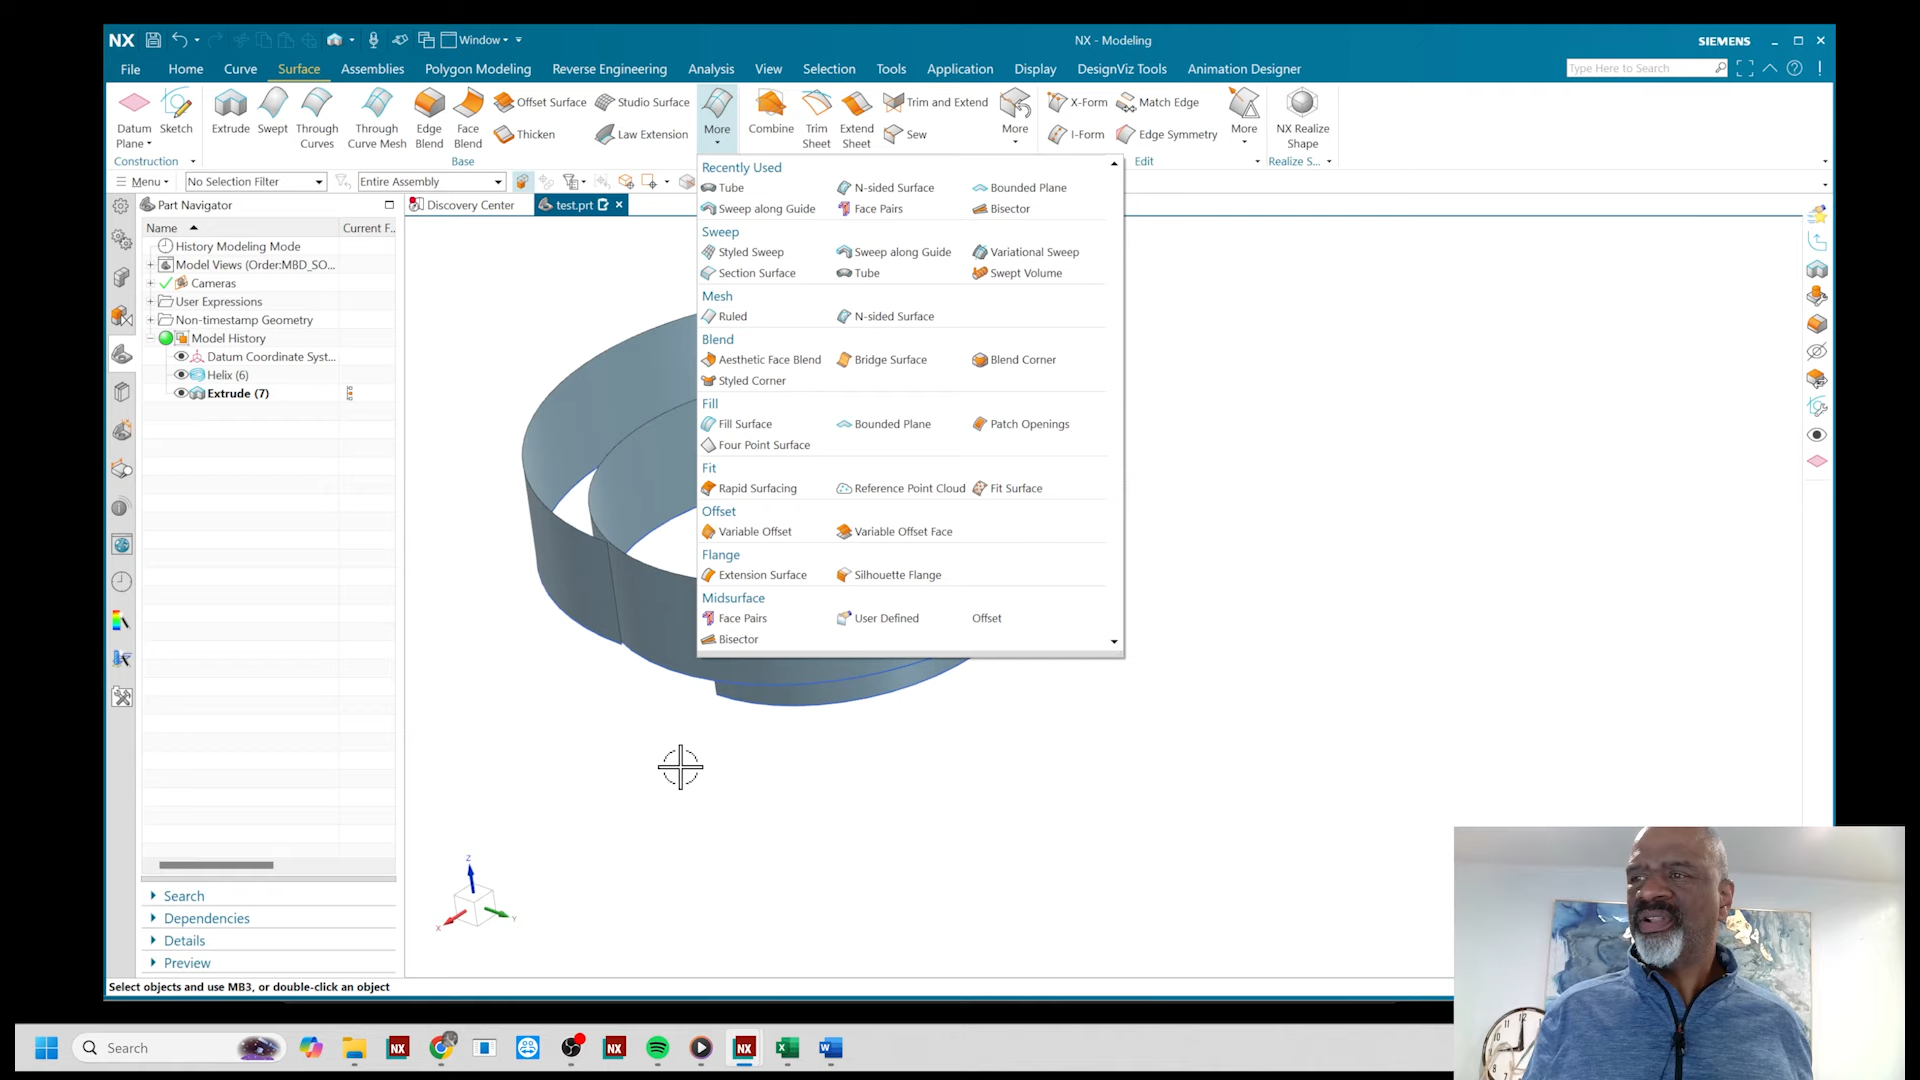 NX Window NX - Modeling SIEMENS
File Home Curve Surface Assemblies Polygon Modeling Reverse Engineering Analysis View Selection Tools Application Display DesignViz Tools Animation Designer Type Here to Search
Datum Plane Sketch Extrude Swept Through Curves Through Curve Mesh Edge Blend Face Blend Offset Surface Thicken Studio Surface Law Extension More Combine Trim Sheet Extend Sheet Trim and Extend Sew More X-Form I-Form Match Edge Edge Symmetry More NX Realize Shape
Construction Base Edit Realize S...
Menu No Selection Filter Entire Assembly
Part Navigator Discovery Center test.prt
Name Current F...
History Modeling Mode
Model Views (Order:MBD_SO...
Cameras
User Expressions
Non-timestamp Geometry
Model History
Datum Coordinate Syst...
Helix (6)
Extrude (7)
Recently Used
Tube N-sided Surface Bounded Plane
Sweep along Guide Face Pairs Bisector
Sweep
Styled Sweep Sweep along Guide Variational Sweep
Section Surface Tube Swept Volume
Mesh
Ruled N-sided Surface
Blend
Aesthetic Face Blend Bridge Surface Blend Corner
Styled Corner
Fill
Fill Surface Bounded Plane Patch Openings
Four Point Surface
Fit
Rapid Surfacing Reference Point Cloud Fit Surface
Offset
Variable Offset Variable Offset Face
Flange
Extension Surface Silhouette Flange
Midsurface
Face Pairs User Defined Offset
Bisector
Z
X
Y
Search
Dependencies
Details
Preview
Select objects and use MB3, or double-click an object
Search NX NX NX